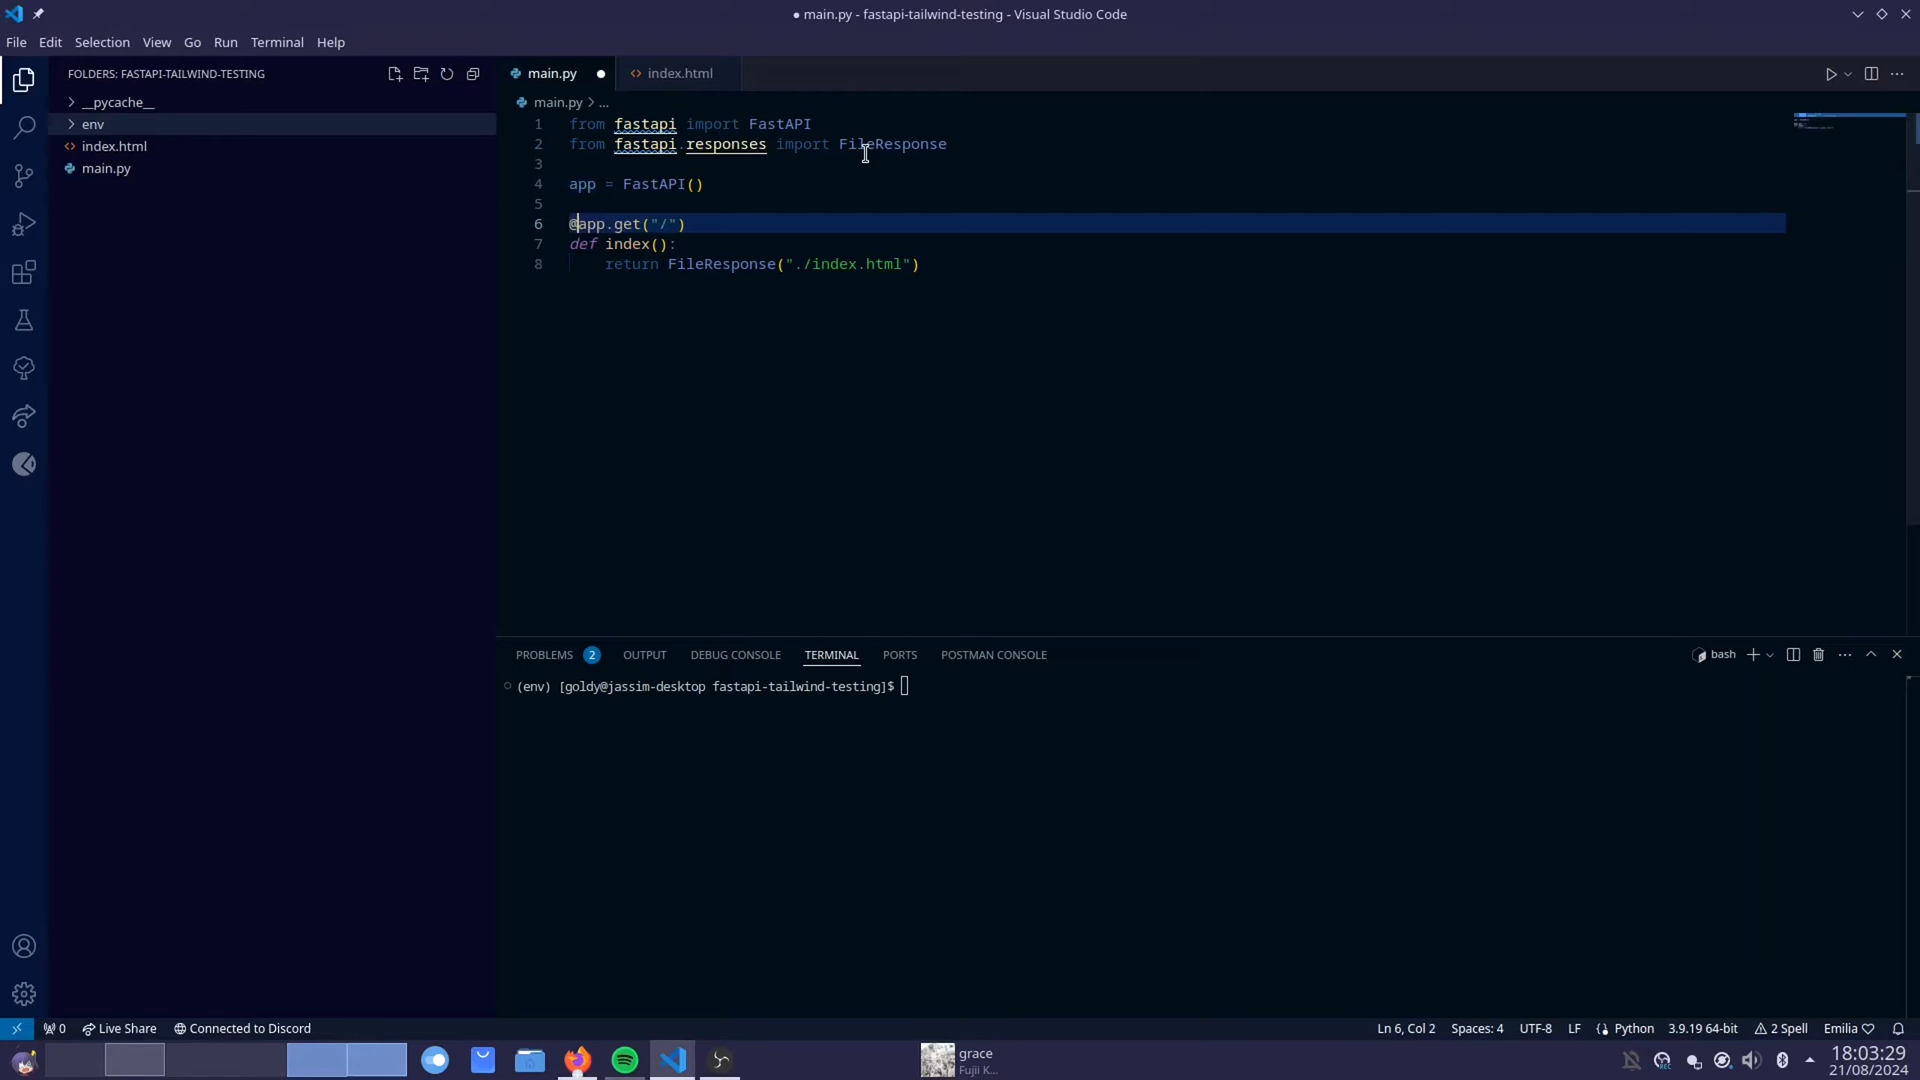 ● main.py - fastapi-tailwind-testing - Visual Studio Code
File Edit Selection View Go Run Terminal Help
FOLDERS: FASTAPI-TAILWIND-TESTING
__pycache__
env
index.html
main.py
main.py ● index.html
main.py > ...
1 from fastapi import FastAPI
2 from fastapi.responses import FileResponse
3
4 app = FastAPI()
5
6 @app.get("/")
7 def index():
8 return FileResponse("./index.html")
PROBLEMS 2 OUTPUT DEBUG CONSOLE TERMINAL PORTS POSTMAN CONSOLE bash
(env) [goldy@jassim-desktop fastapi-tailwind-testing]$
0 Live Share Connected to Discord Ln 6, Col 2 Spaces: 4 UTF-8 LF Python 3.9.19 64-bit 2 Spell Emilia ♡
grace
Fujii K...
REC
18:03:29
21/08/2024